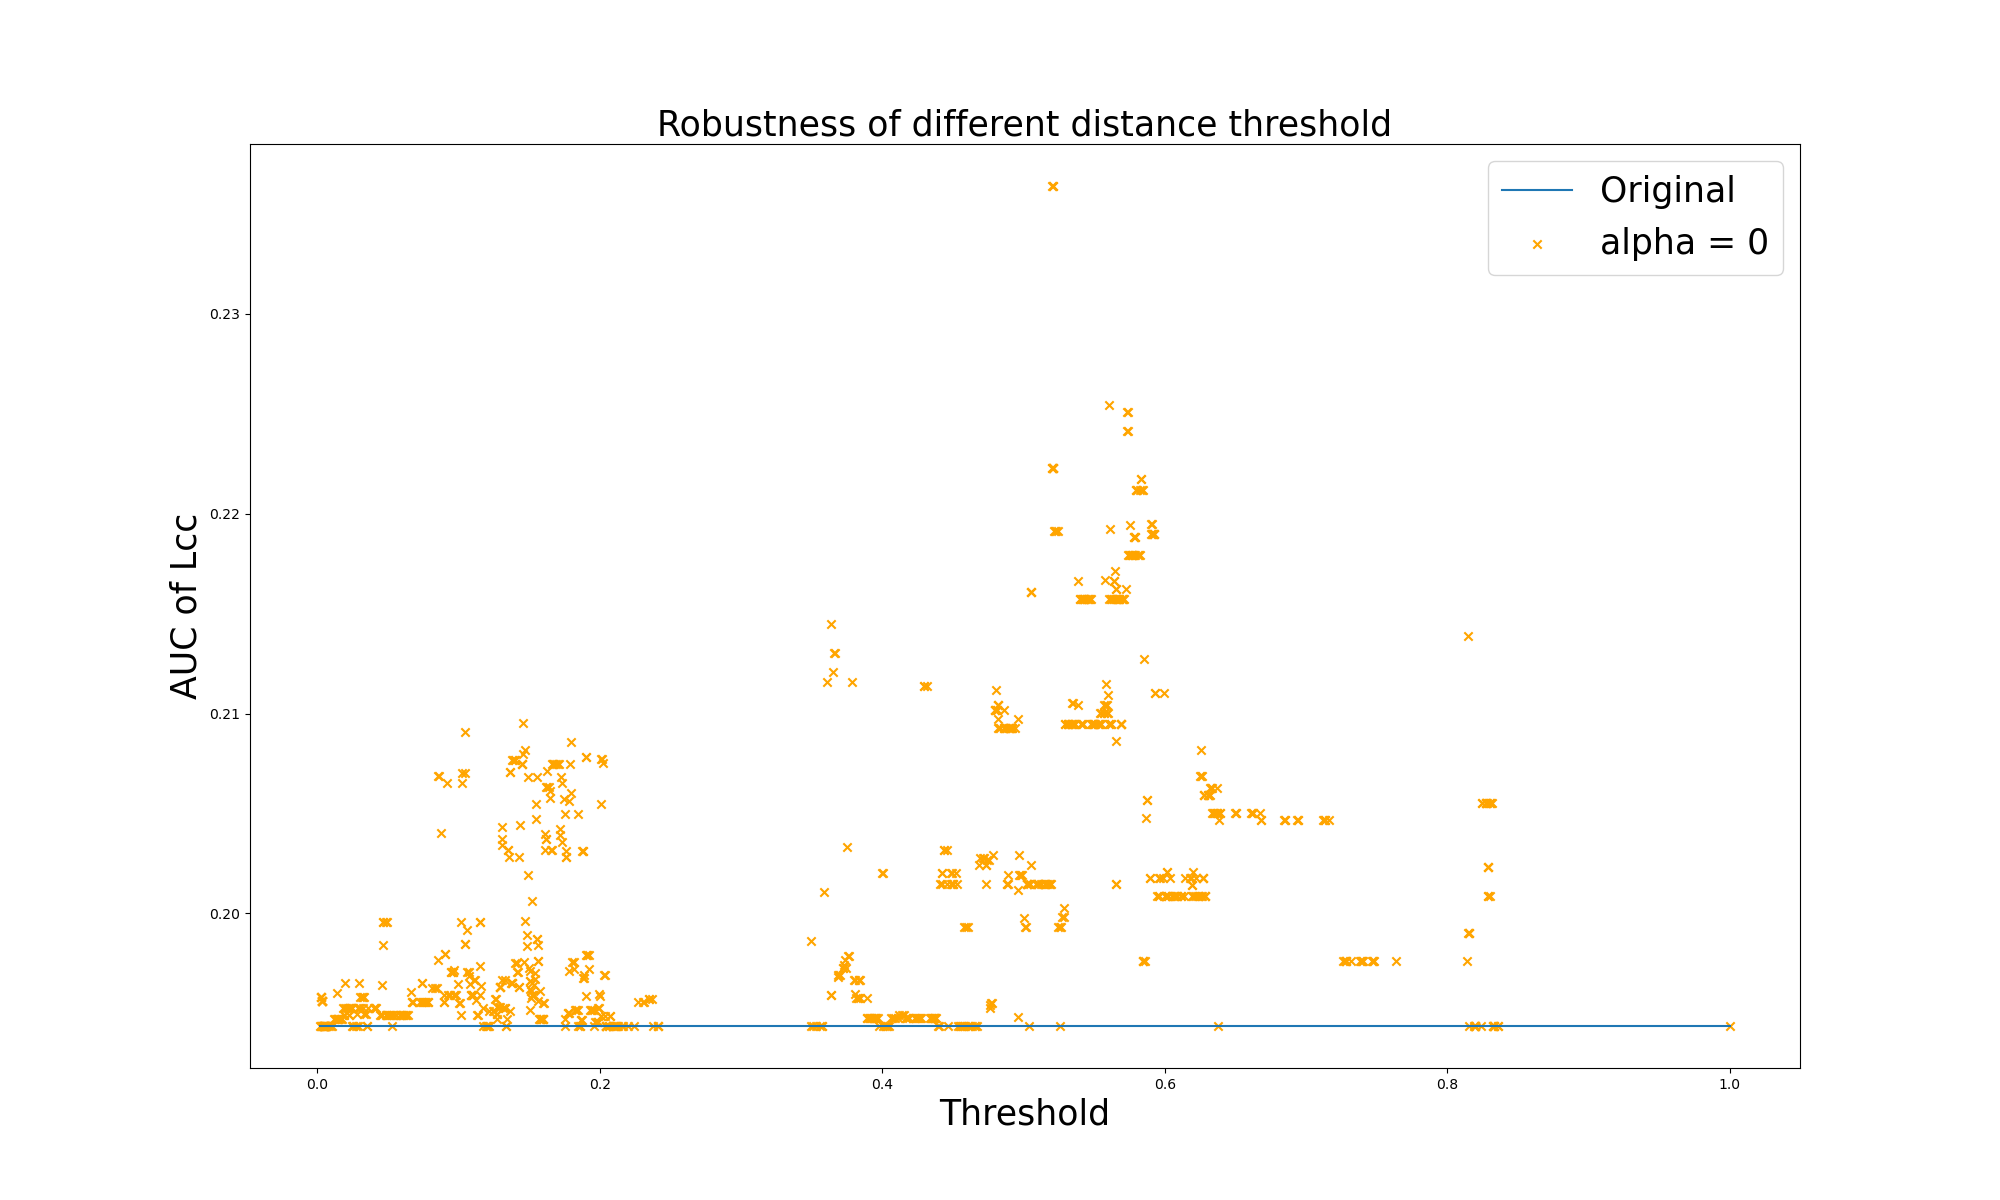 Robustness of different distance threshold
Original
alpha = 0
AUC of Lcc
0.23
0.22
0.21
0.20
0.0 0.2 0.4 0.6 0.8 1.0
Threshold